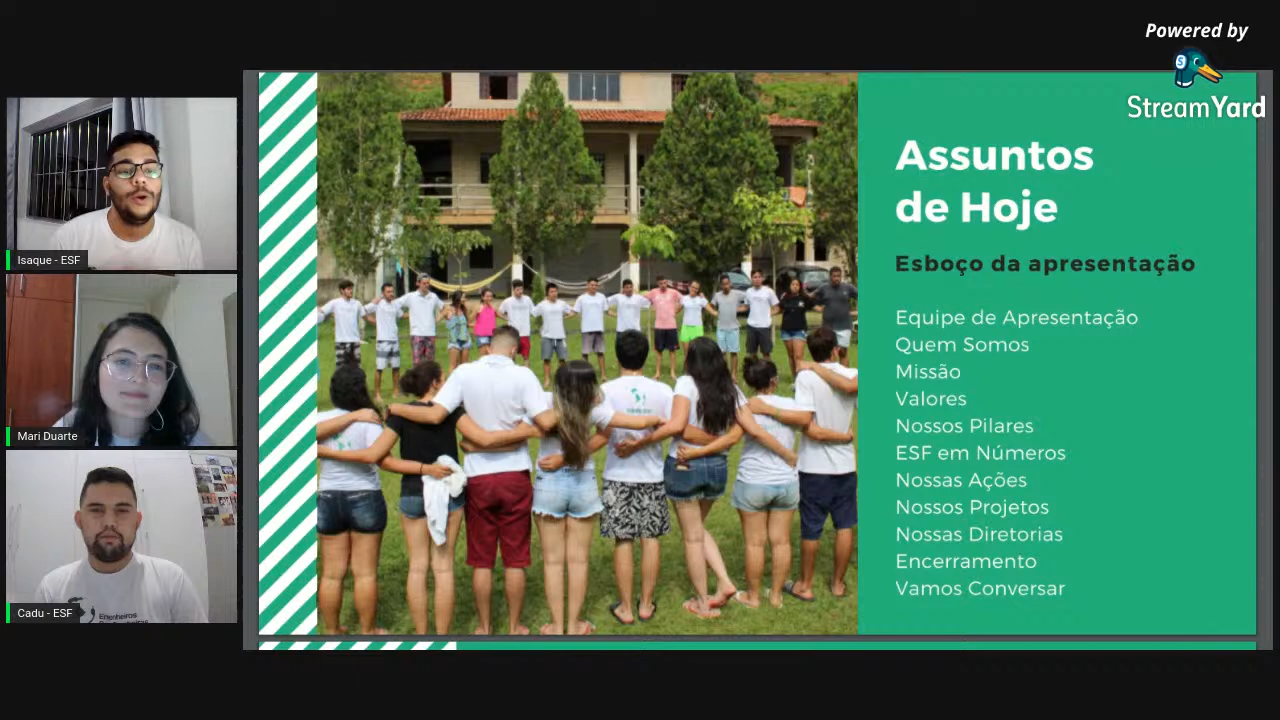 Powered by
StreamYard
Isaque - ESF
Mari Duarte
Cadu - ESF
Engenheiros
Assuntos
de Hoje
Esboço da apresentação
Equipe de Apresentação
Quem Somos
Missão
Valores
Nossos Pilares
ESF em Números
Nossas Ações
Nossos Projetos
Nossas Diretorias
Encerramento
Vamos Conversar